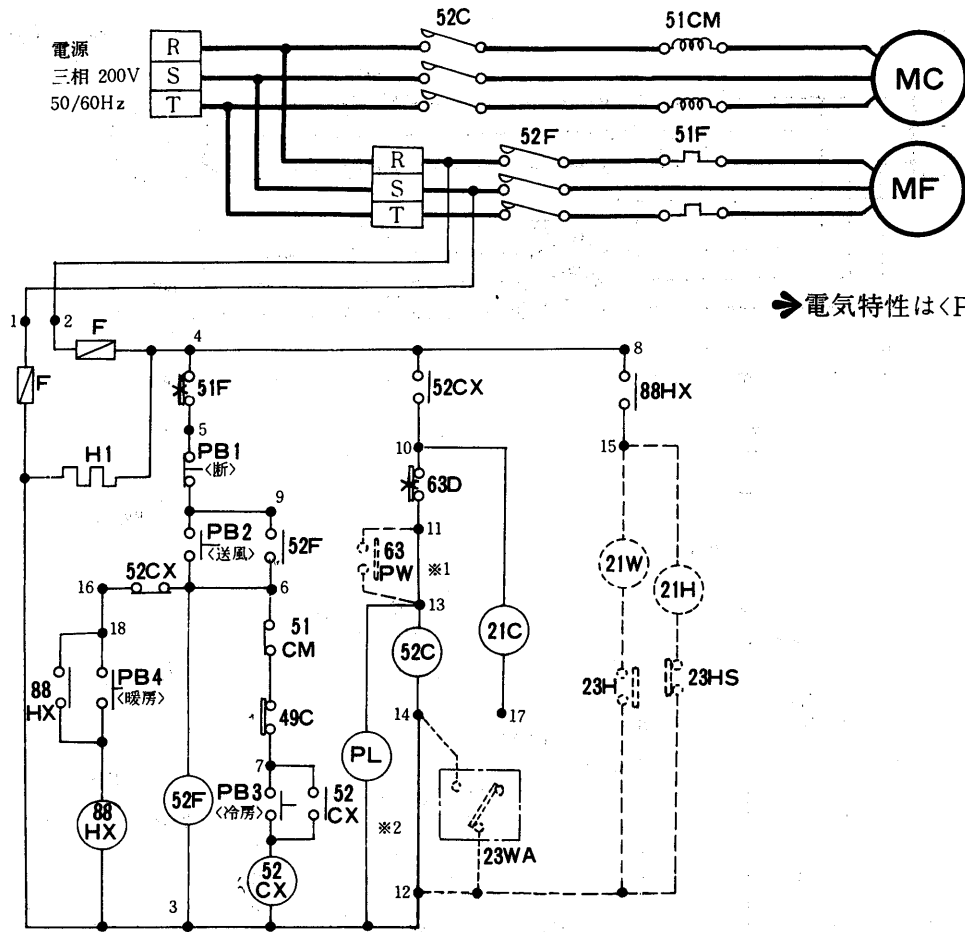 52C
51CM
電源
三相 200V
50/60Hz
R
S
T
MC
52F
51F
R
S
T
MF
➔電気特性は<P
1
2
F
4
8
F
51F
52CX
88HX
5
10
15
H1
PB1
<断>
63D
9
11
PB2
<送風>
52F
63
PW
※1
21W
21H
52CX
16
6
13
18
51
CM
52C
21C
88
HX
PB4
<暖房>
23H
23HS
49C
14
17
PL
7
52F
PB3
<冷房>
52
CX
88
HX
※2
23WA
52
CX
12
3